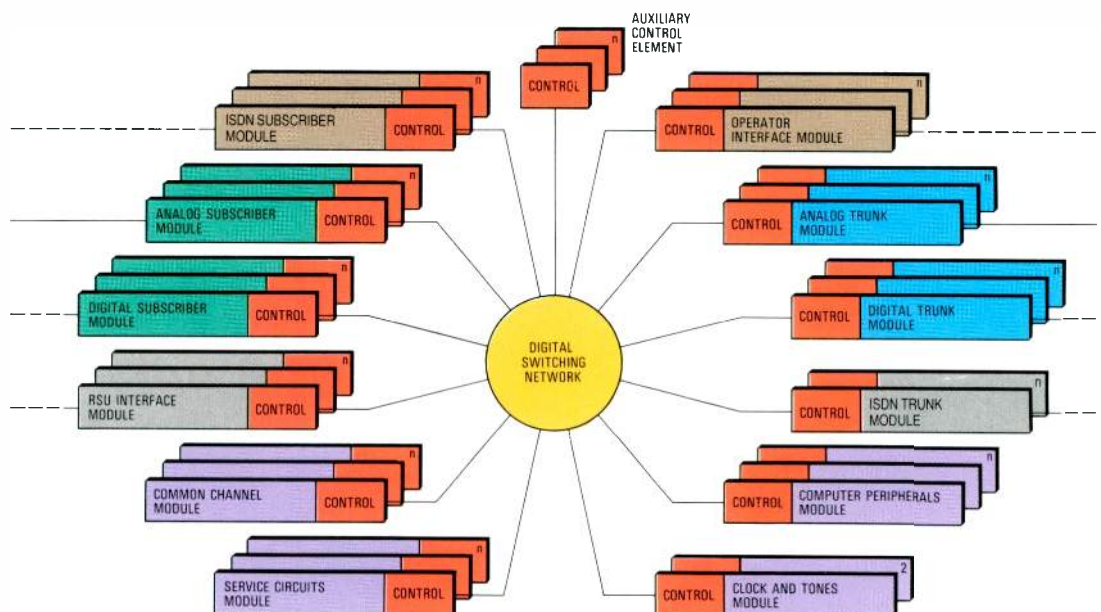 AUXILIARY
CONTROL
ELEMENT
n
CONTROL
n
ISDN SUBSCRIBER
MODULE
CONTROL
n
CONTROL
OPERATOR
INTERFACE MODULE
n
ANALOG SUBSCRIBER
MODULE
CONTROL
n
CONTROL
ANALOG TRUNK
MODULE
n
DIGITAL SUBSCRIBER
MODULE
CONTROL
n
CONTROL
DIGITAL TRUNK
MODULE
DIGITAL
SWITCHING
NETWORK
n
RSU INTERFACE
MODULE
CONTROL
n
CONTROL
ISDN TRUNK
MODULE
n
COMMON CHANNEL
MODULE
CONTROL
n
CONTROL
COMPUTER PERIPHERALS
MODULE
n
SERVICE CIRCUITS
MODULE
CONTROL
2
CONTROL
CLOCK AND TONES
MODULE